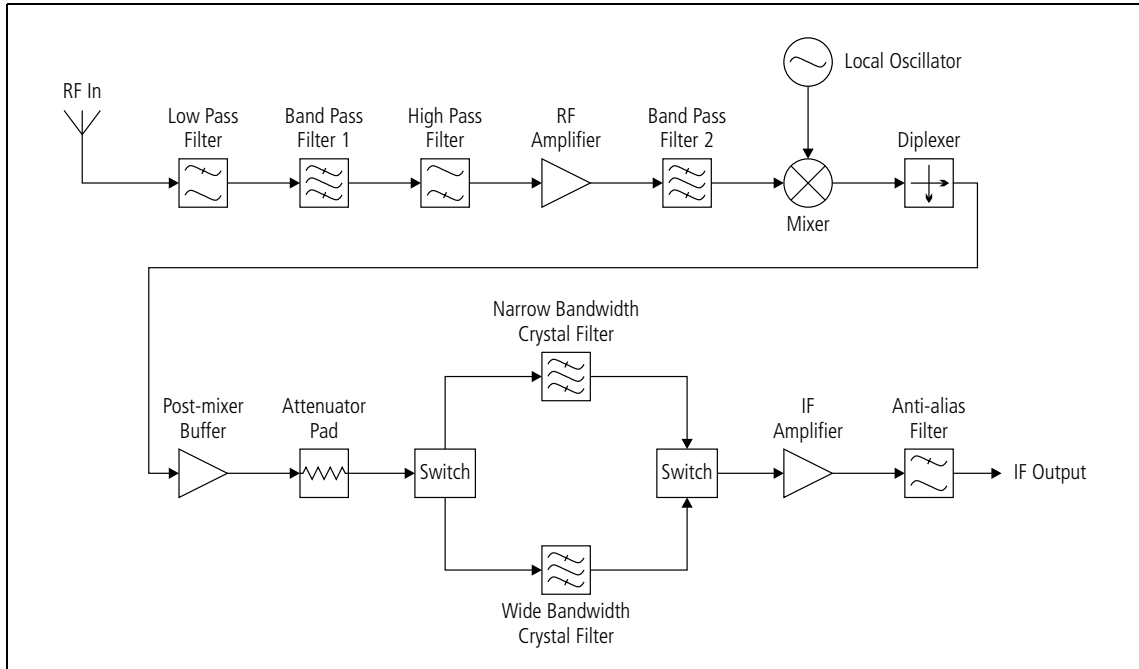 Local Oscillator
RF In
Low Pass
Filter
Band Pass
Filter 1
High Pass
Filter
RF
Amplifier
Band Pass
Filter 2
Diplexer
Mixer
Narrow Bandwidth
Crystal Filter
Post-mixer
Buffer
Attenuator
Pad
Switch
Switch
IF
Amplifier
Anti-alias
Filter
IF Output
Wide Bandwidth
Crystal Filter